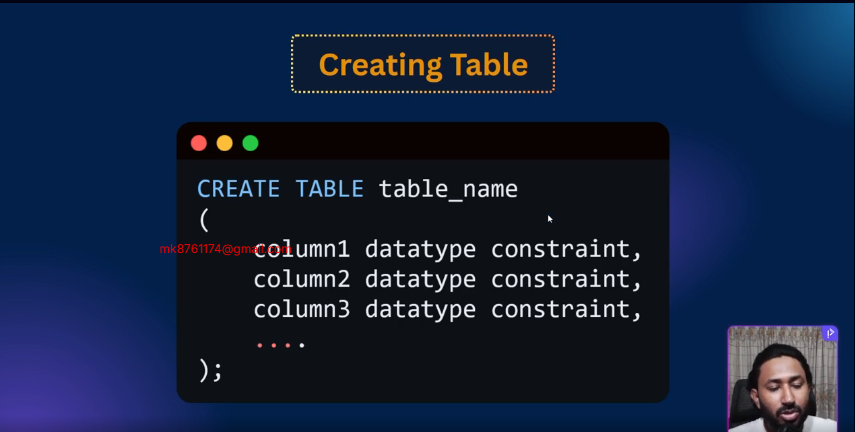 Creating Table
CREATE TABLE table_name
(
column1 datatype constraint,
mk8761174@gmail.com
column2 datatype constraint,
column3 datatype constraint,
....
);